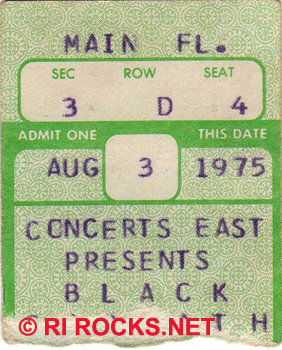 MAIN FL.
SEC ROW SEAT
3 D 4
ADMIT ONE THIS DATE
AUG 3 1975
CONCERTS EAST
PRESENTS
BLACK
© RI ROCKS.NET